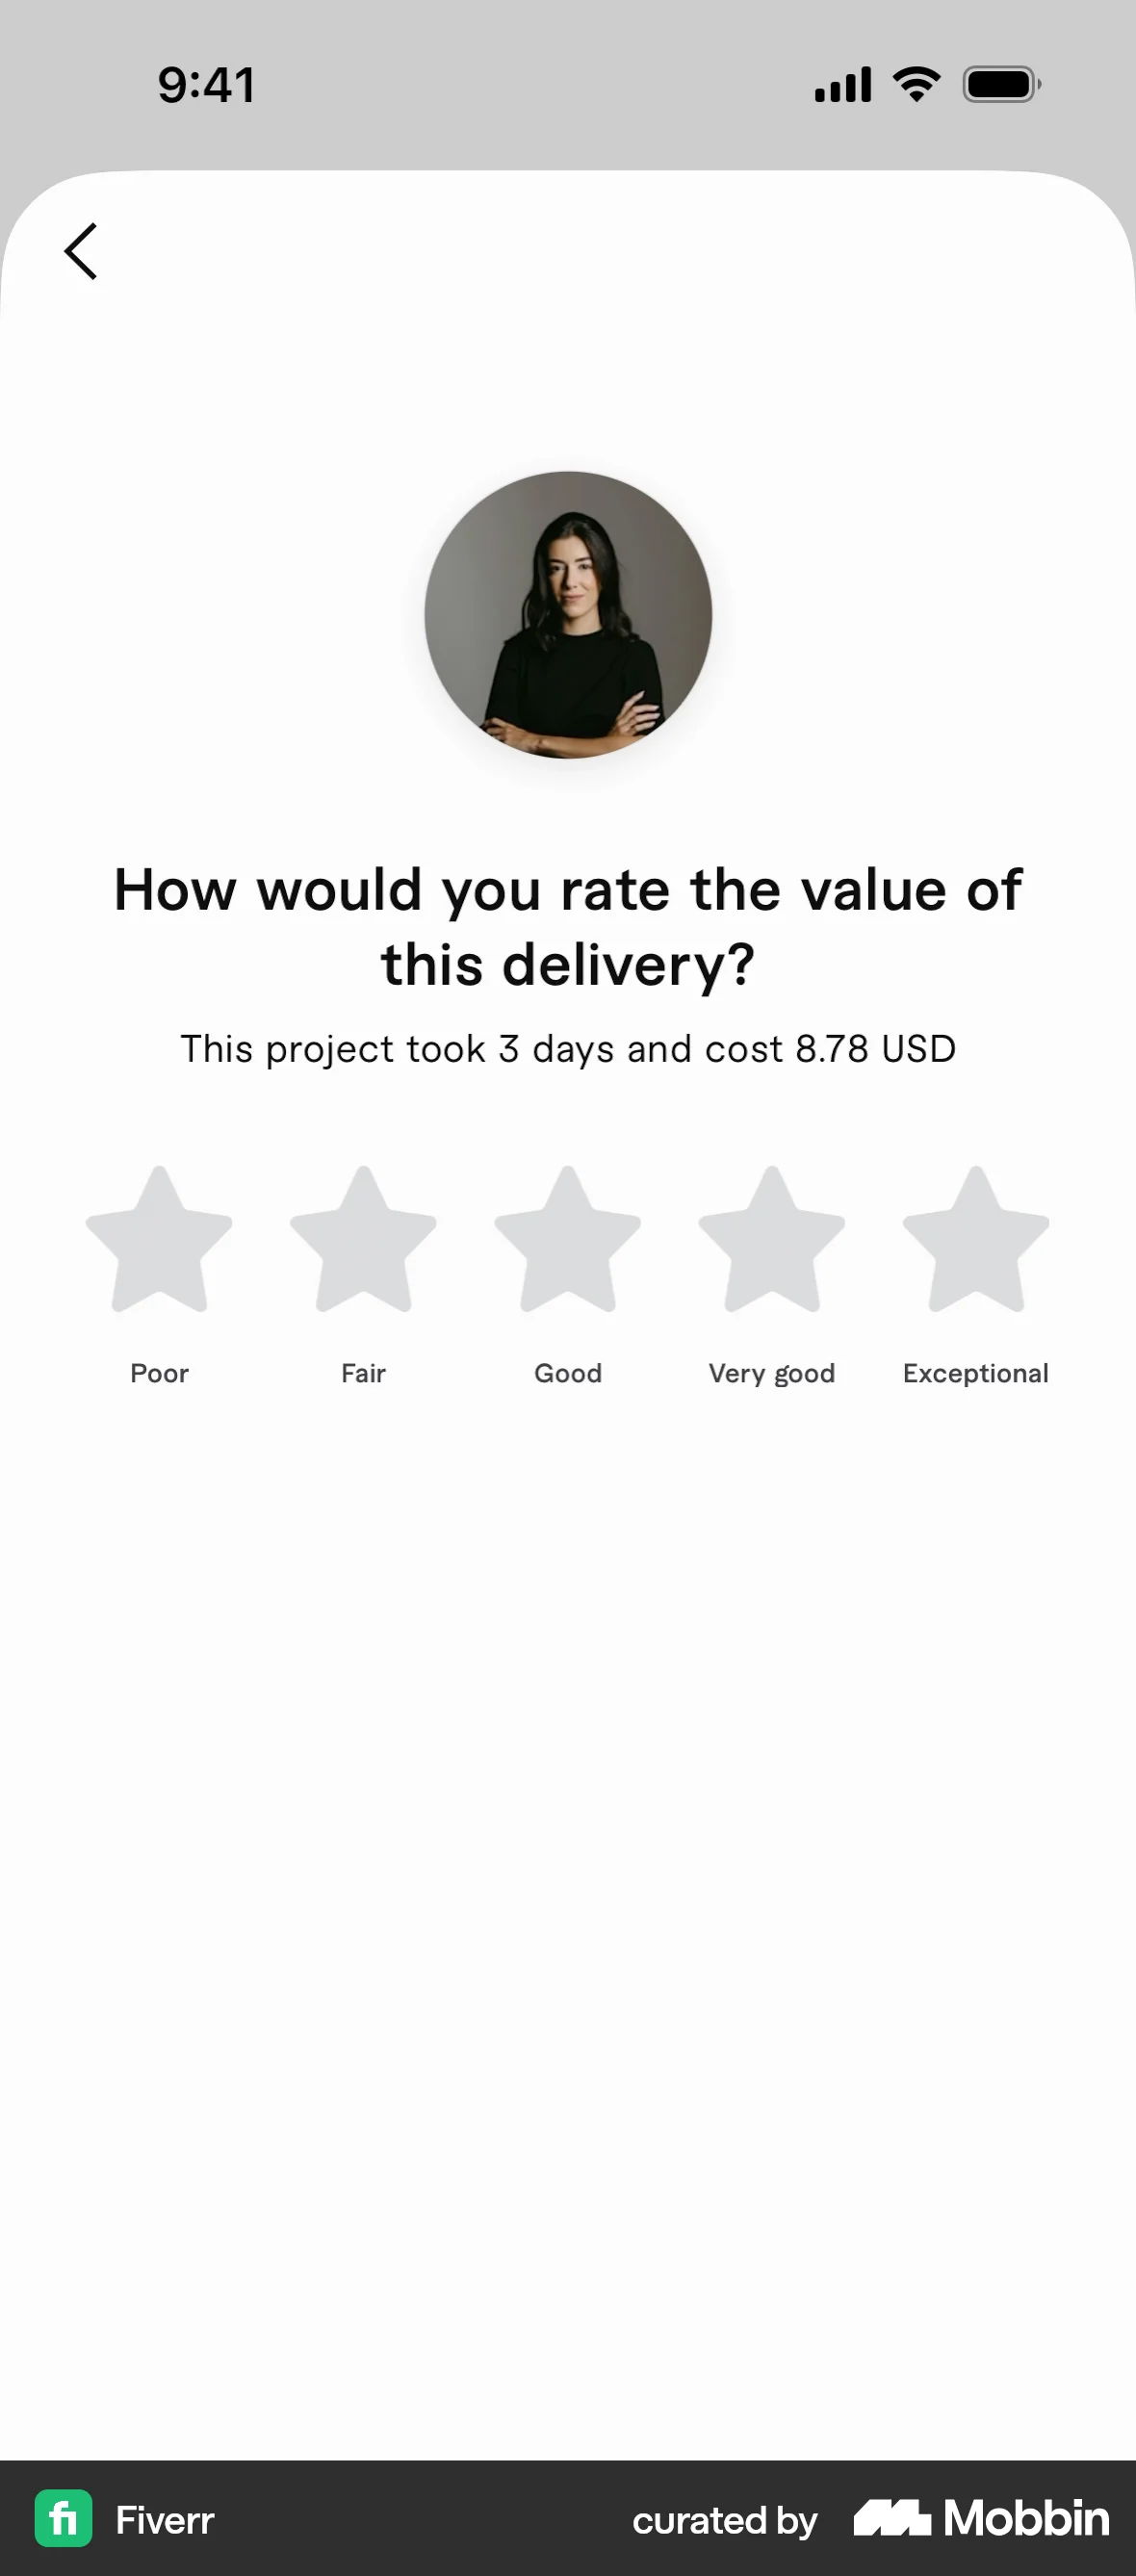 9:41
How would you rate the value of
this delivery?
This project took 3 days and cost 8.78 USD
Poor Fair Good Very good Exceptional
fi Fiverr curated by Mobbin